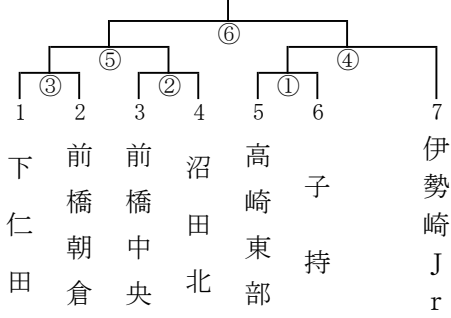 ⑥
⑤ ④
③ ② ①
1 2 3 4 5 6 7
下仁田
前橋朝倉
前橋中央
沼田北
高崎東部
子持
伊勢崎Jr